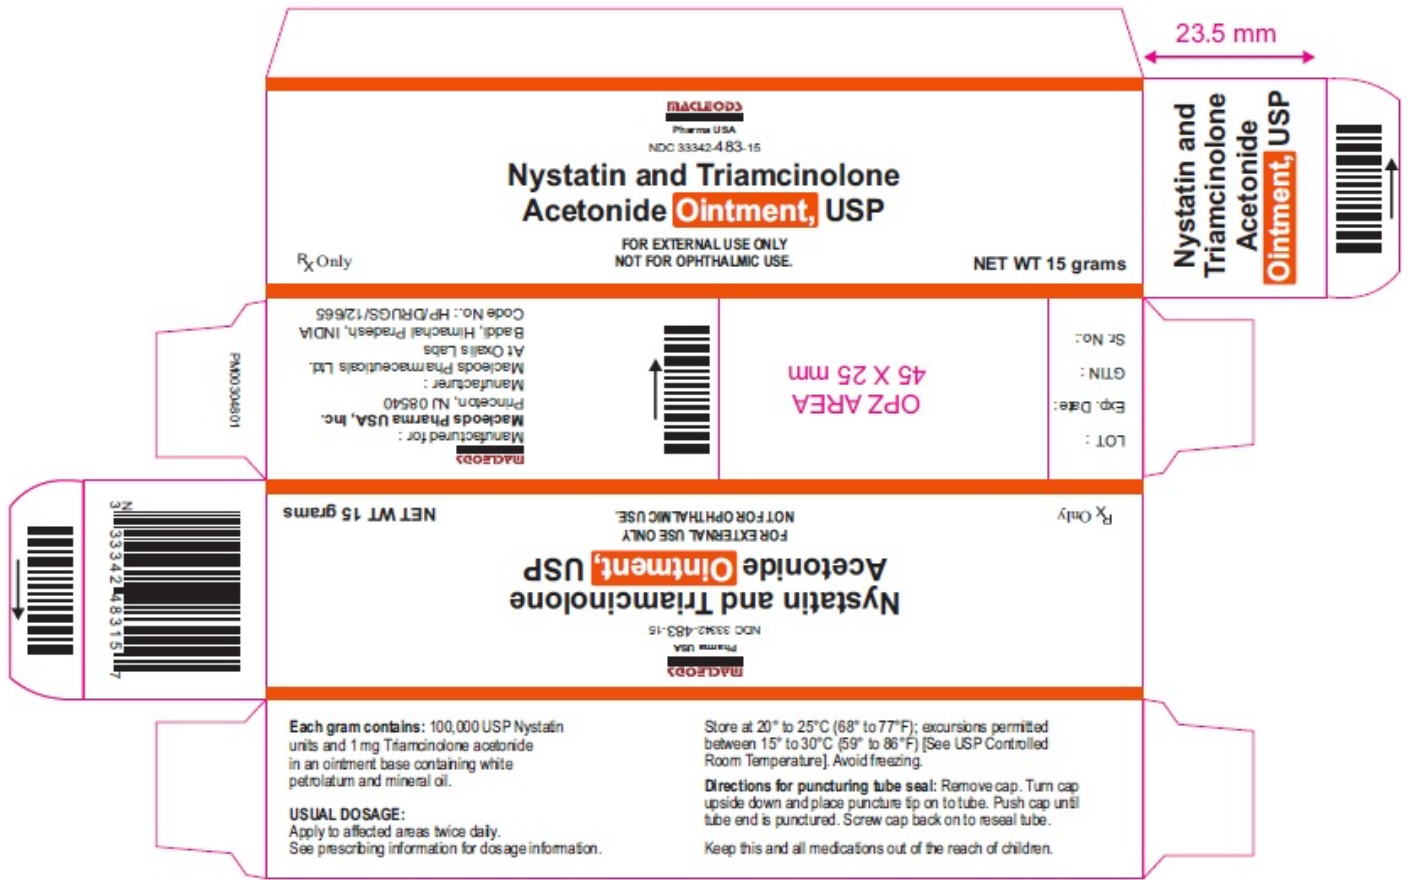 23.5 mm
MACLEODS
Pharma USA
NDC 33342-483-15
Nystatin and Triamcinolone
Acetonide Ointment, USP
FOR EXTERNAL USE ONLY
NOT FOR OPHTHALMIC USE.
Rx Only
NET WT 15 grams
Nystatin and
Triamcinolone
Acetonide
Ointment, USP
PM00304801
MACLEODS
Manufactured for :
Macleods Pharma USA, Inc.
Princeton, NJ 08540
Manufacturer :
Macleods Pharmaceuticals Ltd.
At Oxalis Labs
Baddi, Himachal Pradesh, INDIA
Code No.: HP/DRUGS/12/665
OPZ AREA
45 X 25 mm
LOT :
Exp. Date:
GTIN :
Sr. No.:
N
3 33342 48315 7
MACLEODS
Pharma USA
NDC 33342-483-15
Nystatin and Triamcinolone
Acetonide Ointment, USP
FOR EXTERNAL USE ONLY
NOT FOR OPHTHALMIC USE.
Rx Only
NET WT 15 grams
Each gram contains: 100,000 USP Nystatin
units and 1 mg Triamcinolone acetonide
in an ointment base containing white
petrolatum and mineral oil.
USUAL DOSAGE:
Apply to affected areas twice daily.
See prescribing information for dosage information.
Store at 20° to 25°C (68° to 77°F); excursions permitted
between 15° to 30°C (59° to 86°F) [See USP Controlled
Room Temperature]. Avoid freezing.
Directions for puncturing tube seal: Remove cap. Turn cap
upside down and place puncture tip on to tube. Push cap until
tube end is punctured. Screw cap back on to reseal tube.
Keep this and all medications out of the reach of children.